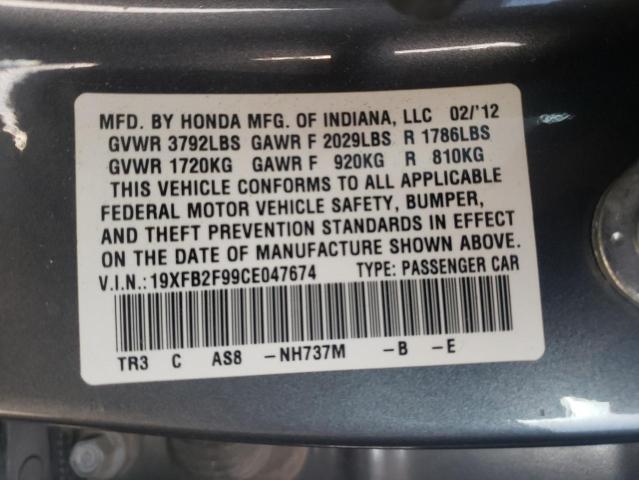 MFD. BY HONDA MFG. OF INDIANA, LLC 02/'12
GVWR 3792LBS GAWR F 2029LBS R 1786LBS
GVWR 1720KG GAWR F 920KG R 810KG
THIS VEHICLE CONFORMS TO ALL APPLICABLE
FEDERAL MOTOR VEHICLE SAFETY, BUMPER,
AND THEFT PREVENTION STANDARDS IN EFFECT
ON THE DATE OF MANUFACTURE SHOWN ABOVE.
V.I.N.:19XFB2F99CE047674 TYPE: PASSENGER CAR
TR3 C AS8 -NH737M -B -E